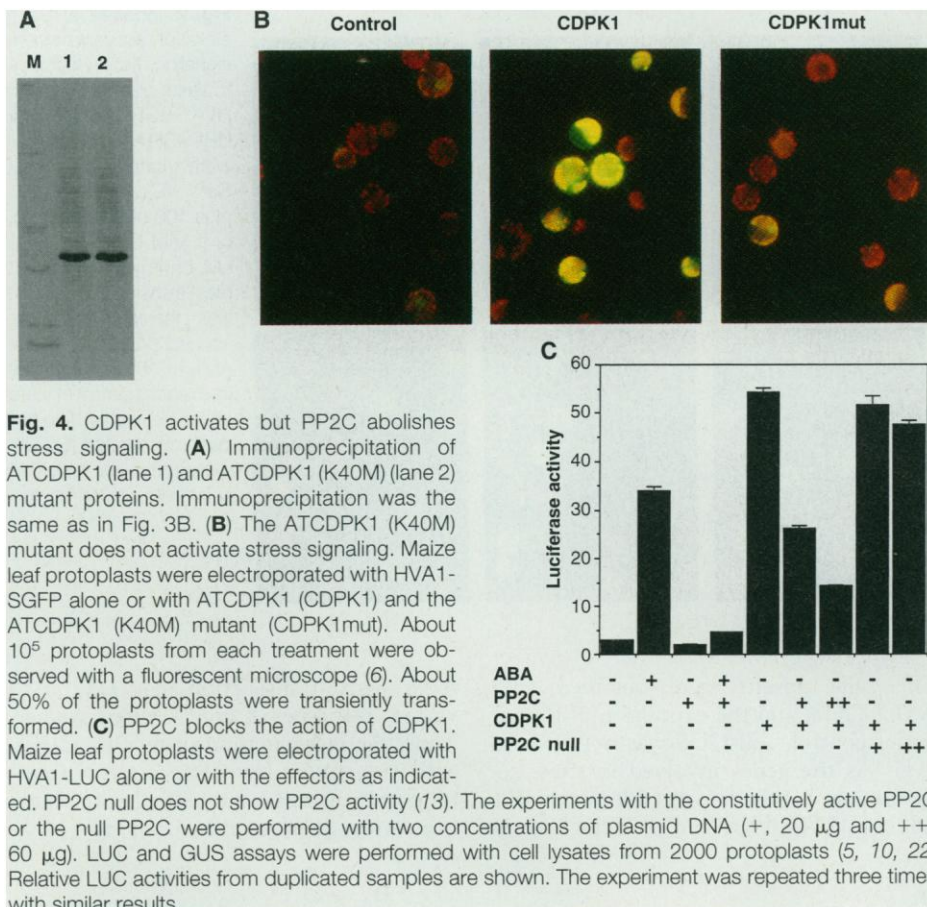 A
B
Control
CDPK1
CDPK1mut
M 1 2
C
60
50
40
30
20
10
0
Luciferase activity
ABA - + - + - - - - -
PP2C - - + + - + ++ - -
CDPK1 - - - - + + + + +
PP2C null - - - - - - - + ++
Fig. 4. CDPK1 activates but PP2C abolishes
stress signaling. (A) Immunoprecipitation of
ATCDPK1 (lane 1) and ATCDPK1 (K40M) (lane 2)
mutant proteins. Immunoprecipitation was the
same as in Fig. 3B. (B) The ATCDPK1 (K40M)
mutant does not activate stress signaling. Maize
leaf protoplasts were electroporated with HVA1-
SGFP alone or with ATCDPK1 (CDPK1) and the
ATCDPK1 (K40M) mutant (CDPK1mut). About
10⁵ protoplasts from each treatment were ob-
served with a fluorescent microscope (6). About
50% of the protoplasts were transiently trans-
formed. (C) PP2C blocks the action of CDPK1.
Maize leaf protoplasts were electroporated with
HVA1-LUC alone or with the effectors as indicat-
ed. PP2C null does not show PP2C activity (13). The experiments with the constitutively active PP2C
or the null PP2C were performed with two concentrations of plasmid DNA (+, 20 μg and ++
60 μg). LUC and GUS assays were performed with cell lysates from 2000 protoplasts (5, 10, 22
Relative LUC activities from duplicated samples are shown. The experiment was repeated three time
with similar results.